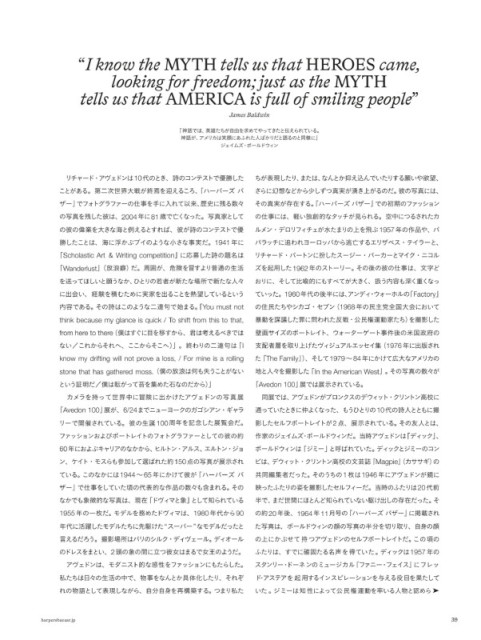 “I know the MYTH tells us that HEROES came,
looking for freedom; just as the MYTH
tells us that AMERICA is full of smiling people”
James Baldwin
「神話では、英雄たちが自由を求めてやってきたと伝えられている。
神話が、アメリカは笑顔にあふれた人ばかりだと語るのと同様に」
ジェイムズ・ボールドウィン
リチャード・アヴェドンは10代のとき、詩のコンテストで優勝した
ことがある。第二次世界大戦が終焉を迎えるころ、『ハーパーズ バ
ザー』でフォトグラファーの仕事を手に入れて以来、歴史に残る数々
の写真を残した彼は、2004年に81歳で亡くなった。写真家として
の彼の偉業を大きな海と例えるとすれば、彼が詩のコンテストで優
勝したことは、海に浮かぶブイのような小さな事実だ。1941年に
『Scholastic Art & Writing competition』に応募した詩の題名は
「Wanderlust」（放浪癖）だ。周囲が、危険を冒すより普通の生活
を送ってほしいと願うなか、ひとりの若者が新たな場所で新たな人々
に出会い、経験を積むために実家を出ることを熱望しているという
内容である。その詩はこのような二連句で始まる。「You must not
think because my glance is quick / To shift from this to that,
from here to there（僕はすぐに目を移すから、君は考えるべきでは
ない／これからそれへ、ここからそこへ）」。終わりの二連句は「I
know my drifting will not prove a loss, / For mine is a rolling
stone that has gathered moss.（僕の放浪は何も失うことがない
という証明だ／僕は転がって苔を集めた石なのだから）」
カメラを持って世界中に冒険に出かけたアヴェドンの写真展
「Avedon 100」展が、6/24までニューヨークのガゴシアン・ギャラ
リーで開催されている。彼の生誕100周年を記念した展覧会だ。
ファッションおよびポートレイトのフォトグラファーとしての彼の約
60年におよぶキャリアのなかから、ヒルトン・アルス、エルトン・ジョ
ン、ケイト・モスらも参加して選ばれた約150点の写真が展示され
ている。このなかには1944〜65年にかけて彼が『ハーパーズ バ
ザー』で仕事をしていた頃の代表的な作品の数々も含まれる。その
なかでも象徴的な写真は、現在「ドヴィマと象」として知られている
1955年の一枚だ。モデルを務めたドヴィマは、1980年代から90
年代に活躍したモデルたちに先駆けた“スーパー”なモデルだったと
言えるだろう。撮影場所はパリのシルク・ディヴェール。ディオール
のドレスをまとい、2頭の象の間に立つ彼女はまるで女王のようだ。
アヴェドンは、モダニスト的な感性をファッションにもたらした。
私たちは日々の生活の中で、物事をなんとか具体化したり、それぞ
れの物語として表現しながら、自分自身を再構築する。つまり私た
ちが表現したり、または、なんとか抑え込んでいたりする願いや欲望、
さらに幻想などから少しずつ真実が湧き上がるのだ。彼の写真には、
その真実が存在する。『ハーパーズ バザー』での初期のファッション
の仕事には、軽い独創的なタッチが見られる。空中につるされたカ
ルメン・デロリフィチェが水たまりの上を飛ぶ1957年の作品や、パ
パラッチに追われヨーロッパから逃亡するエリザベス・テイラーと、
リチャード・バートンに扮したスージー・パーカーとマイク・ニコル
ズを起用した1962年のストーリー。その後の彼の仕事は、文字ど
おりに、そして比喩的にもすべてが大きく、扱う内容も深く重くなっ
ていった。1960年代の後半には、アンディ・ウォーホルの「Factory」
の住民たちやシカゴ・セブン（1968年の民主党全国大会において
暴動を謀議した罪に問われた反戦・公民権運動家たち）を撮影した
壁画サイズのポートレイト、ウォーターゲート事件後の米国政府の
支配者層を取り上げたヴィジュアルエッセイ集（1976年に出版され
た「The Family」）、そして1979〜84年にかけて広大なアメリカの
地と人々を撮影した「In the American West」。その写真の数々が
「Avedon 100」展では展示されている。
同展では、アヴェドンがブロンクスのデウィット・クリントン高校に
通っていたときに仲よくなった、もうひとりの10代の詩人とともに撮
影したセルフポートレイトが2点、展示されている。その友人とは、
作家のジェイムズ・ボールドウィンだ。当時アヴェドンは「ディック」、
ボールドウィンは「ジミー」と呼ばれていた。ディックとジミーのコン
ビは、デウィット・クリントン高校の文芸誌『Magpie』（カササギ）の
共同編集者だった。そのうちの1枚は1946年にアヴェドンが鏡に
映ったふたりの姿を撮影したセルフィーだ。当時のふたりは20代前
半で、まだ世間にほとんど知られていない駆け出しの存在だった。そ
の約20年後、1964年11月号の『ハーパーズ バザー』に掲載され
た写真は、ボールドウィンの顔の写真の半分を切り取り、自身の顔
の上にかぶせて持つアヴェドンのセルフポートレイトだ。この頃の
ふたりは、すでに確固たる名声を得ていた。ディックは1957年の
スタンリー・ドーネンのミュージカル「ファニー・フェイス」にフレッ
ド・アステアを起用するインスピレーションを与える役目を果たして
いた。ジミーは知性によって公民権運動を率いる人物と認めら ➤
harpersbazaar.jp
39